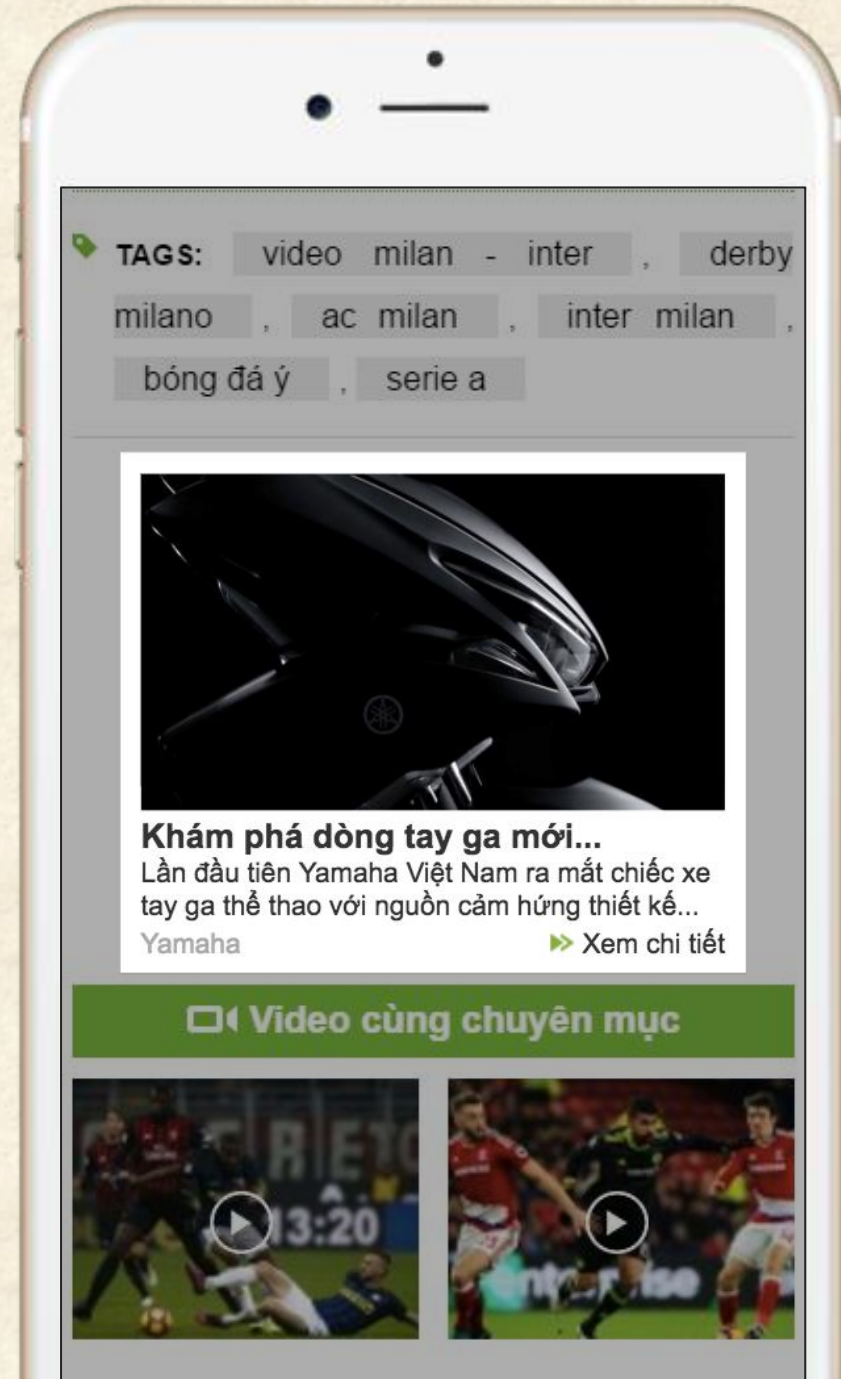 TAGS: video milan - inter , derby
milano , ac milan , inter milan ,
bóng đá ý , serie a
Khám phá dòng tay ga mới...
Lần đầu tiên Yamaha Việt Nam ra mắt chiếc xe
tay ga thể thao với nguồn cảm hứng thiết kế...
Yamaha Xem chi tiết
Video cùng chuyên mục
13:20